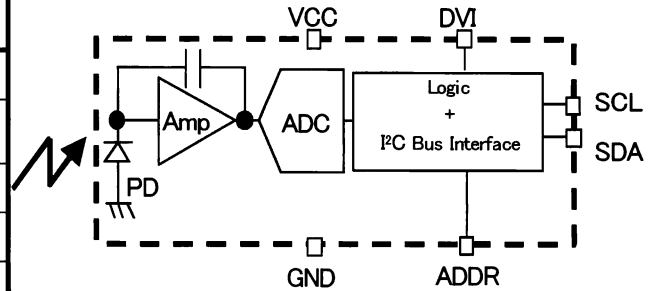 VCC
DVI
Amp
ADC
Logic
+
I²C Bus Interface
SCL
SDA
PD
GND
ADDR